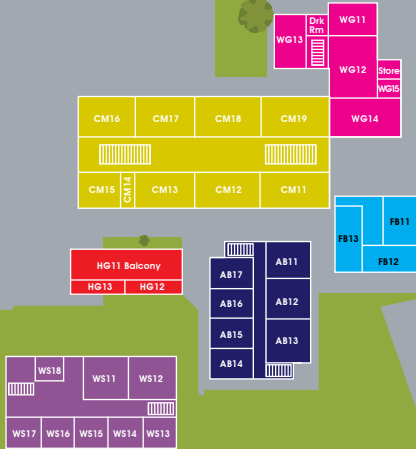 WG11
Drk
Rm
WG13
WG12
Store
WG15
WG14
CM16
CM17
CM18
CM19
CM15
CM14
CM13
CM12
CM11
FB11
FB13
FB12
HG11 Balcony
HG13
HG12
AB17
AB11
AB16
AB12
AB15
AB13
AB14
WS18
WS11
WS12
WS17
WS16
WS15
WS14
WS13